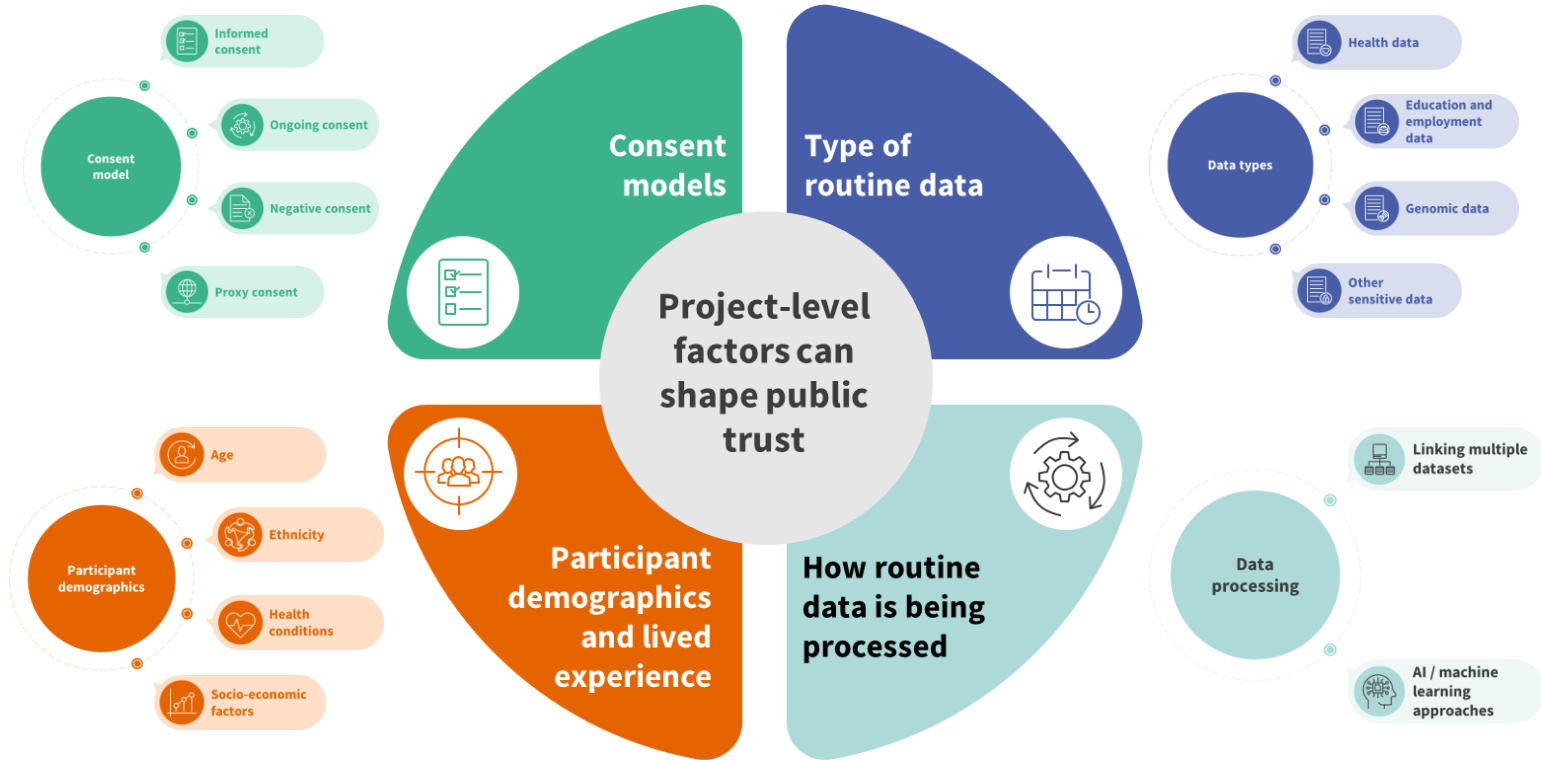 Informed
consent
Ongoing consent
Negative consent
Proxy consent
Consent
model
Consent
models
Type of
routine data
Data types
Health data
Education and
employment
data
Genomic data
Other
sensitive data
Project-level
factors can
shape public
trust
Age
Ethnicity
Health
conditions
Socio-economic
factors
Participant
demographics
Participant
demographics
and lived
experience
How routine
data is being
processed
Data
processing
Linking multiple
datasets
AI / machine
learning
approaches